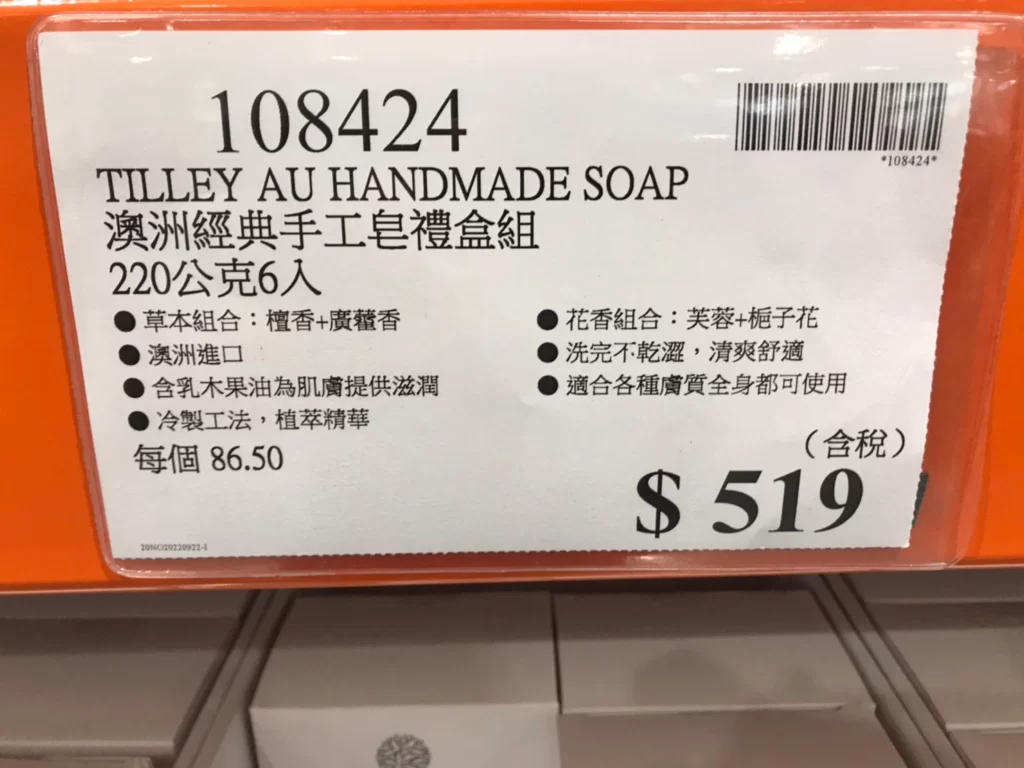 108424
*108424*
TILLEY AU HANDMADE SOAP
澳洲經典手工皂禮盒組
220公克6入
● 草本組合：檀香+廣藿香
● 花香組合：芙蓉+梔子花
● 澳洲進口
● 洗完不乾澀，清爽舒適
● 含乳木果油為肌膚提供滋潤
● 適合各種膚質全身都可使用
● 冷製工法，植萃精華
每個 86.50
（含稅）
$ 519
20NO20220922-1